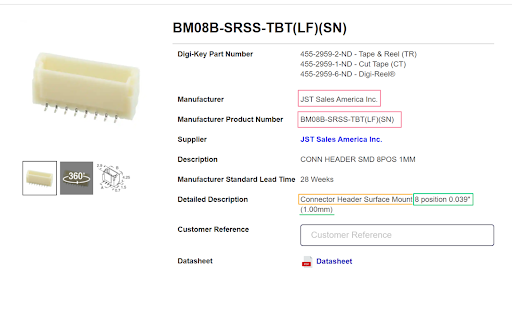 BM08B-SRSS-TBT(LF)(SN)
Digi-Key Part Number
455-2959-2-ND - Tape & Reel (TR)
455-2959-1-ND - Cut Tape (CT)
455-2959-6-ND - Digi-Reel®
Manufacturer
JST Sales America Inc.
Manufacturer Product Number
BM08B-SRSS-TBT(LF)(SN)
Supplier
JST Sales America Inc.
Description
CONN HEADER SMD 8POS 1MM
360°
Manufacturer Standard Lead Time
28 Weeks
Detailed Description
Connector Header Surface Mount 8 position 0.039"
(1.00mm)
Customer Reference
Customer Reference
Datasheet
Datasheet